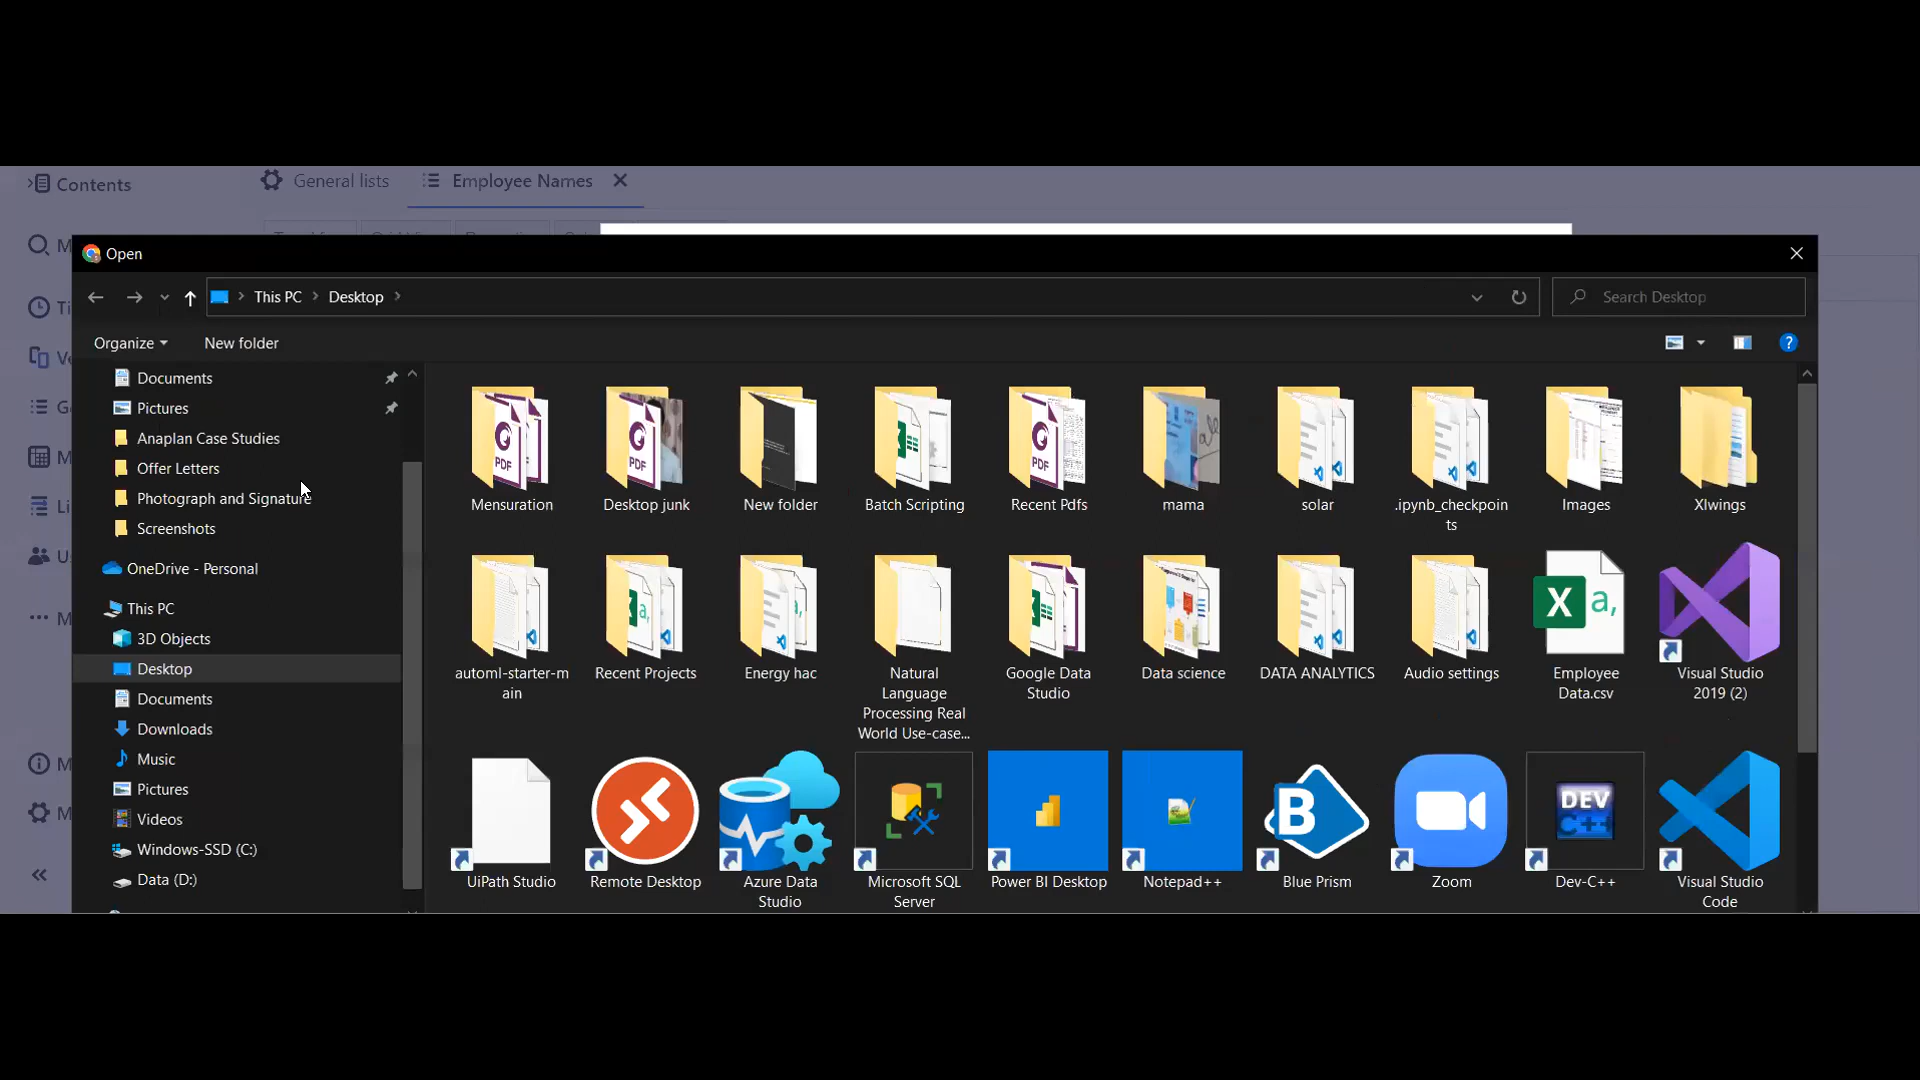 Contents
General lists
Employee Names
Open
This PC
Desktop
Search Desktop
Organize
New folder
Documents
Pictures
Anaplan Case Studies
Offer Letters
Photograph and Signature
Screenshots
OneDrive - Personal
This PC
3D Objects
Desktop
Documents
Downloads
Music
Pictures
Videos
Windows-SSD (C:)
Data (D:)
Mensuration
Desktop junk
New folder
Batch Scripting
Recent Pdfs
mama
solar
.ipynb_checkpoin
ts
Images
Xlwings
automl-starter-m
ain
Recent Projects
Energy hac
Natural
Language
Processing Real
World Use-case...
Google Data
Studio
Data science
DATA ANALYTICS
Audio settings
Employee
Data.csv
Visual Studio
2019 (2)
UiPath Studio
Remote Desktop
Azure Data
Studio
Microsoft SQL
Server
Power BI Desktop
Notepad++
Blue Prism
Zoom
DEV
C++
Dev-C++
Visual Studio
Code